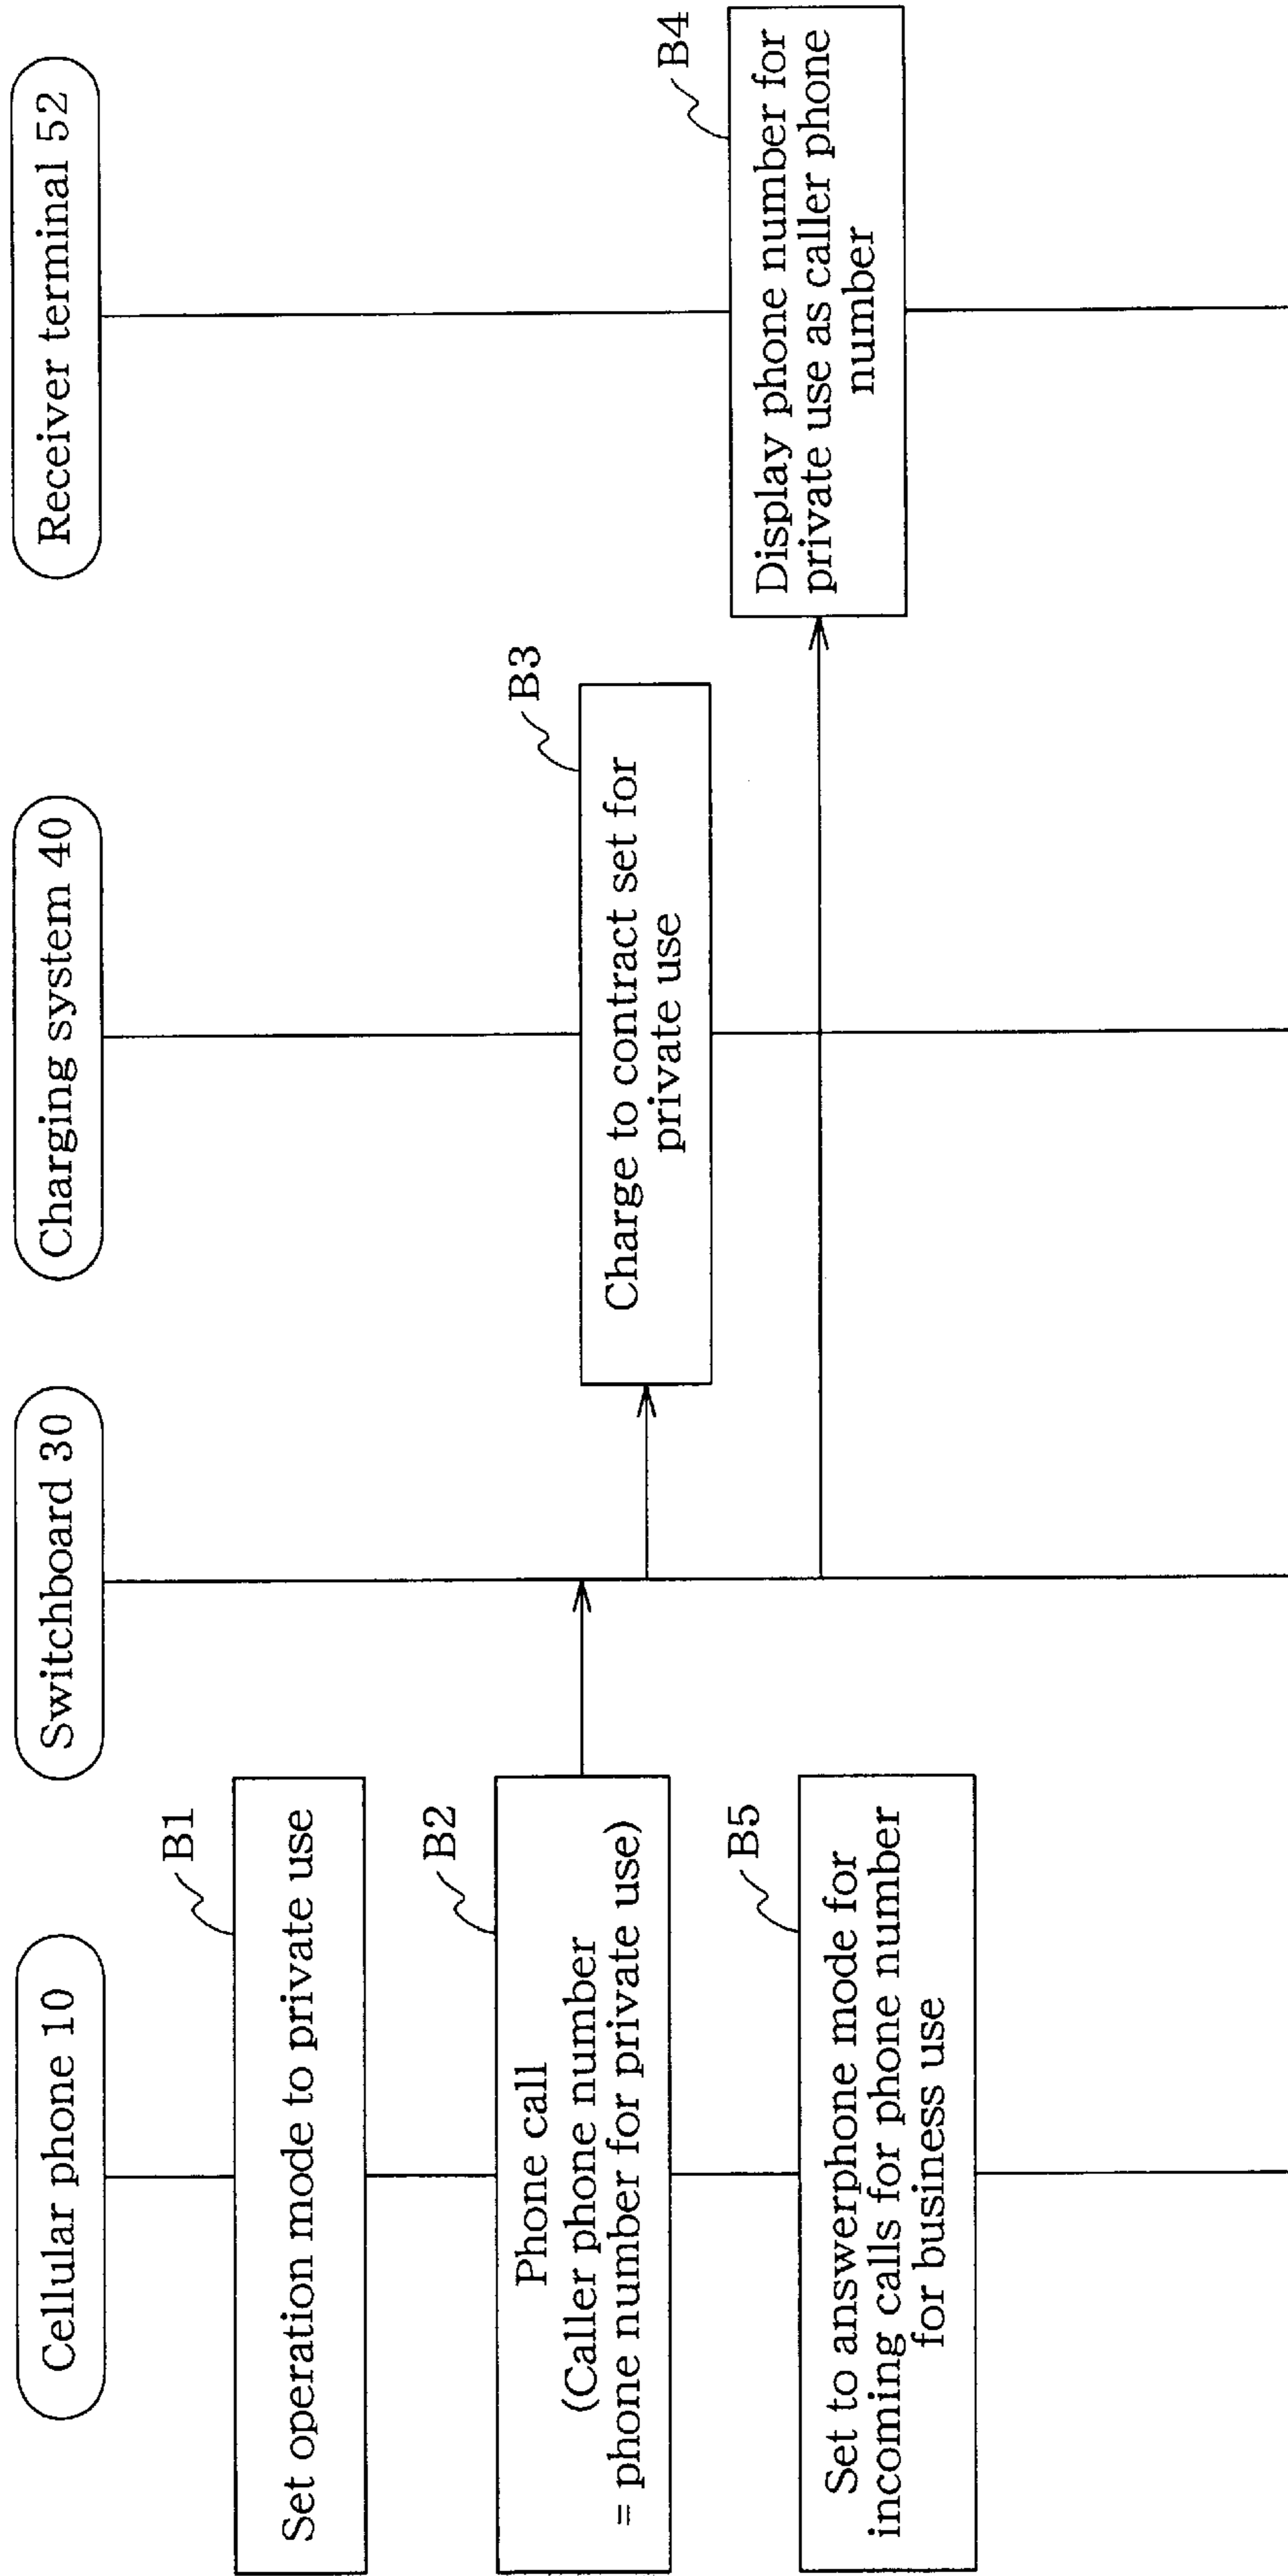 Cellular phone 10
Switchboard 30
Charging system 40
Receiver terminal 52
B1
Set operation mode to private use
B2
Phone call
(Caller phone number
= phone number for private use)
B3
Charge to contract set for
private use
B4
Display phone number for
private use as caller phone
number
B5
Set to answerphone mode for
incoming calls for phone number
for business use